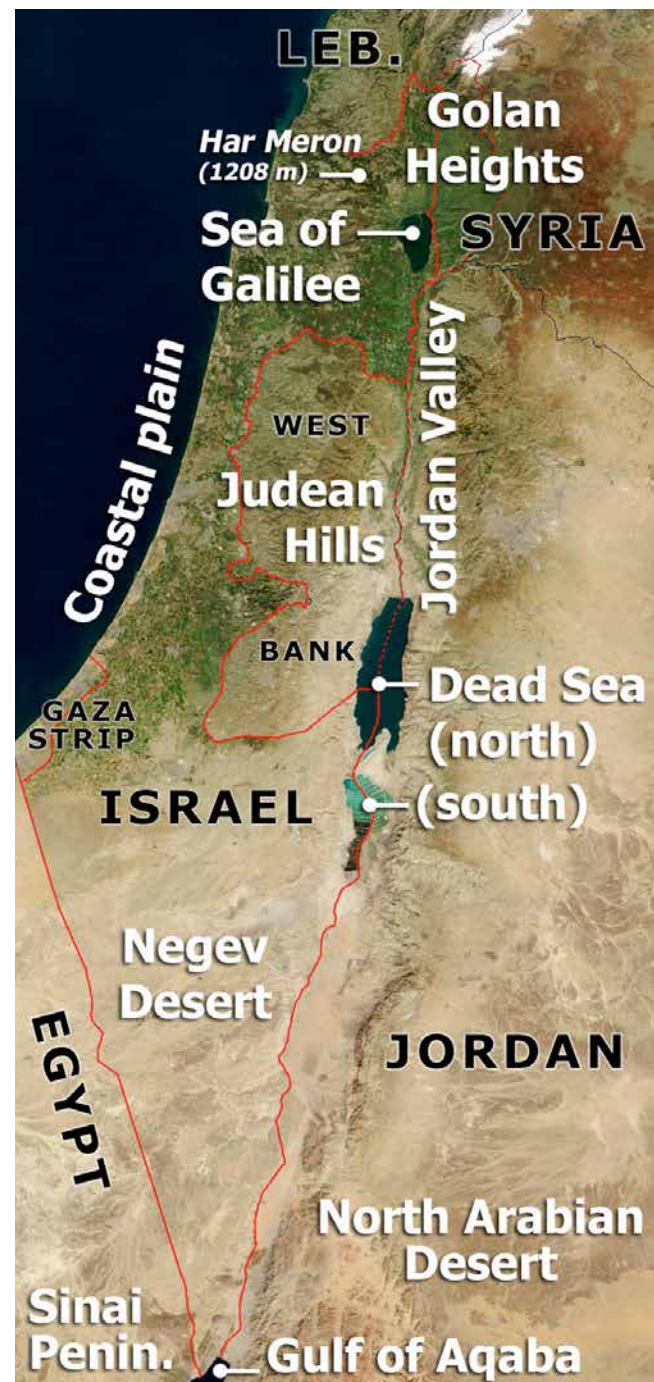 LEB.
Golan
Heights
Har Meron
(1208 m)
Sea of
Galilee
SYRIA
Coastal plain
Jordan Valley
WEST
Judean
Hills
BANK
Dead Sea
(north)
(south)
GAZA
STRIP
ISRAEL
Negev
Desert
EGYPT
JORDAN
North Arabian
Desert
Sinai
Penin.
Gulf of Aqaba